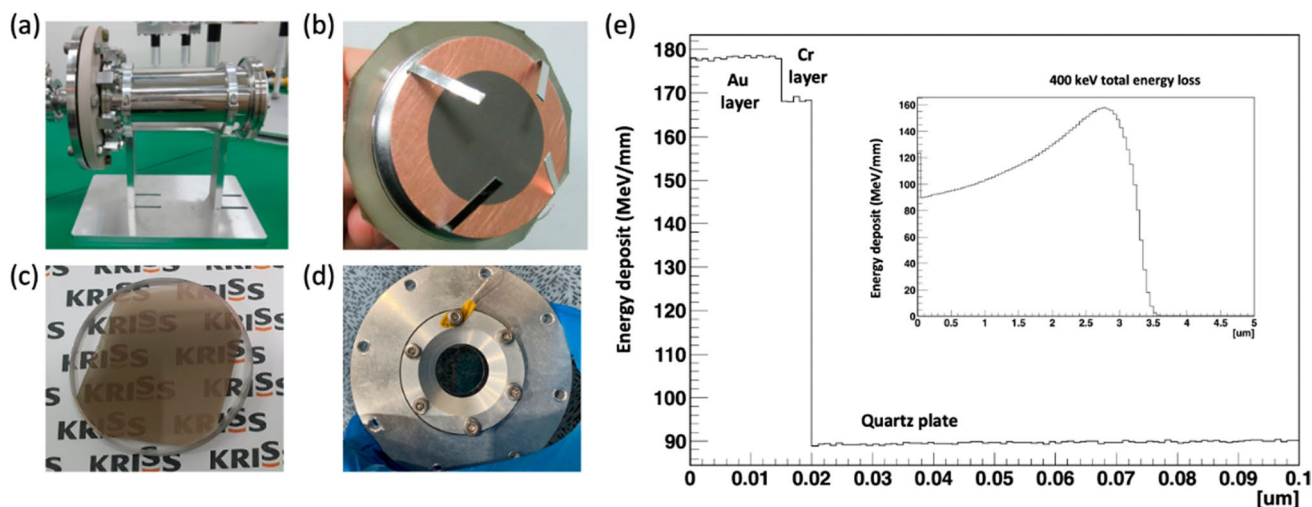 (a)
(b)
(c)
KRISS KRISS
KRISS
KRISS
KRISS
KRISS
KRISS
(d)
(e)
Energy deposit (MeV/mm)
180
170
160
150
140
130
120
110
100
90
0 0.01 0.02 0.03 0.04 0.05 0.06 0.07 0.08 0.09 0.1
[um]
Au
layer
Cr
layer
Quartz plate
400 keV total energy loss
Energy deposit (MeV/mm)
160
140
120
100
80
60
40
20
0
0 0.5 1 1.5 2 2.5 3 3.5 4 4.5 5
[um]